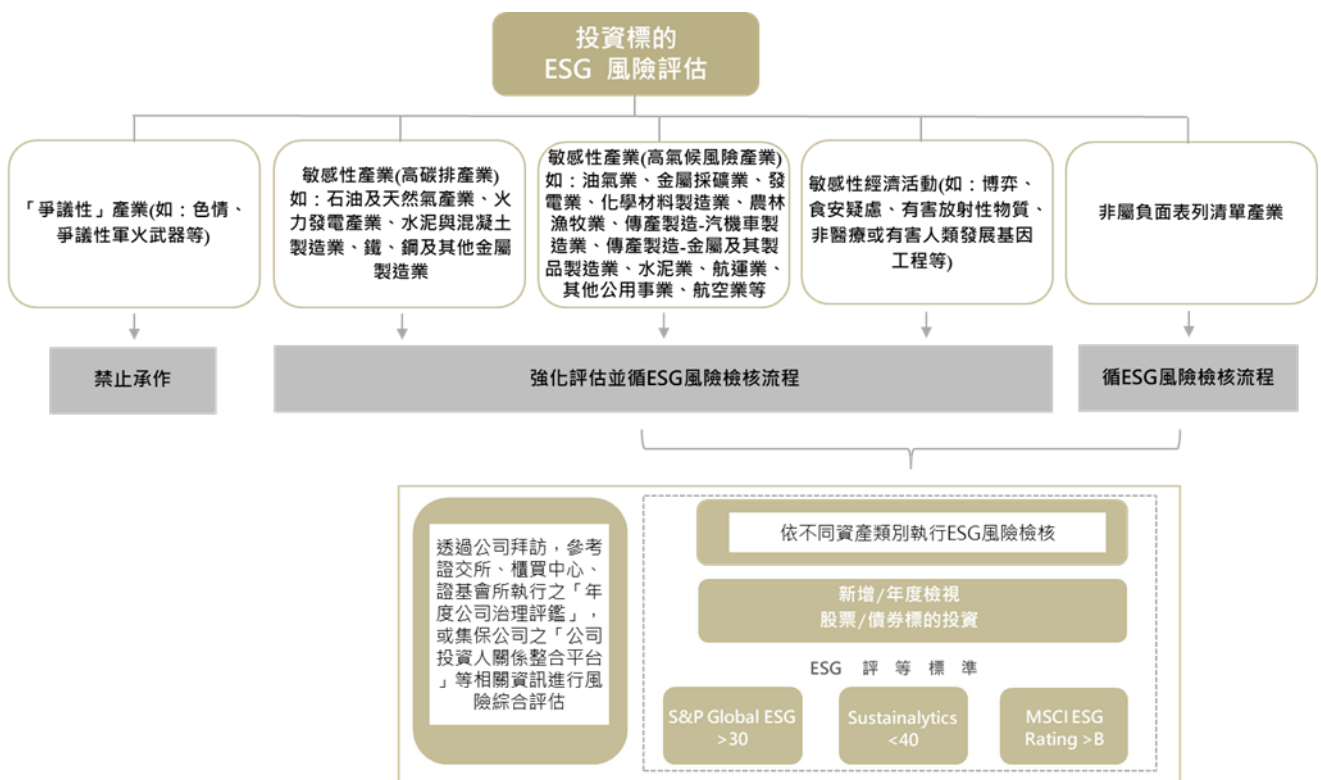 投資標的
ESG 風險評估
「爭議性」產業(如：色情、
爭議性軍火武器等)
敏感性產業(高碳排產業)
如：石油及天然氣產業、火
力發電產業、水泥與混凝土
製造業、鐵、鋼及其他金屬
製造業
敏感性產業(高氣候風險產業)
如：油氣業、金屬採礦業、發
電業、化學材料製造業、農林
漁牧業、傳產製造-汽機車製
造業、傳產製造-金屬及其製
品製造業、水泥業、航運業、
其他公用事業、航空業等
敏感性經濟活動(如：博弈、
食安疑慮、有害放射性物質、
非醫療或有害人類發展基因
工程等)
非屬負面表列清單產業
禁止承作
強化評估並循ESG風險檢核流程
循ESG風險檢核流程
透過公司拜訪，參考
證交所、櫃買中心、
證基會所執行之「年
度公司治理評鑑」，
或集保公司之「公司
投資人關係整合平台
」等相關資訊進行風
險綜合評估
依不同資產類別執行ESG風險檢核
新增/年度檢視
股票/債券標的投資
ESG 評 等 標 準
S&P Global ESG
>30
Sustainalytics
<40
MSCI ESG
Rating >B